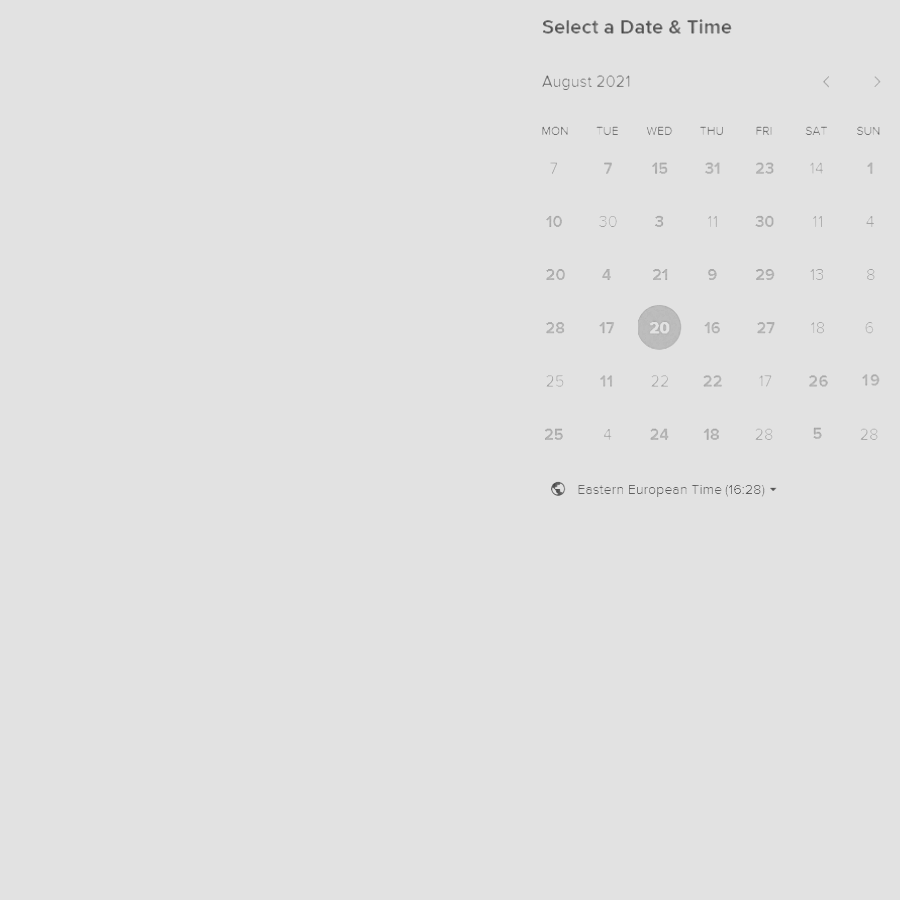 Select a Date & Time
August 2021
MON TUE WED THU FRI SAT SUN
7 7 15 31 23 14 1
10 30 3 11 30 11 4
20 4 21 9 29 13 8
28 17 20 16 27 18 6
25 11 22 22 17 26 19
25 4 24 18 28 5 28
Eastern European Time (16:28)